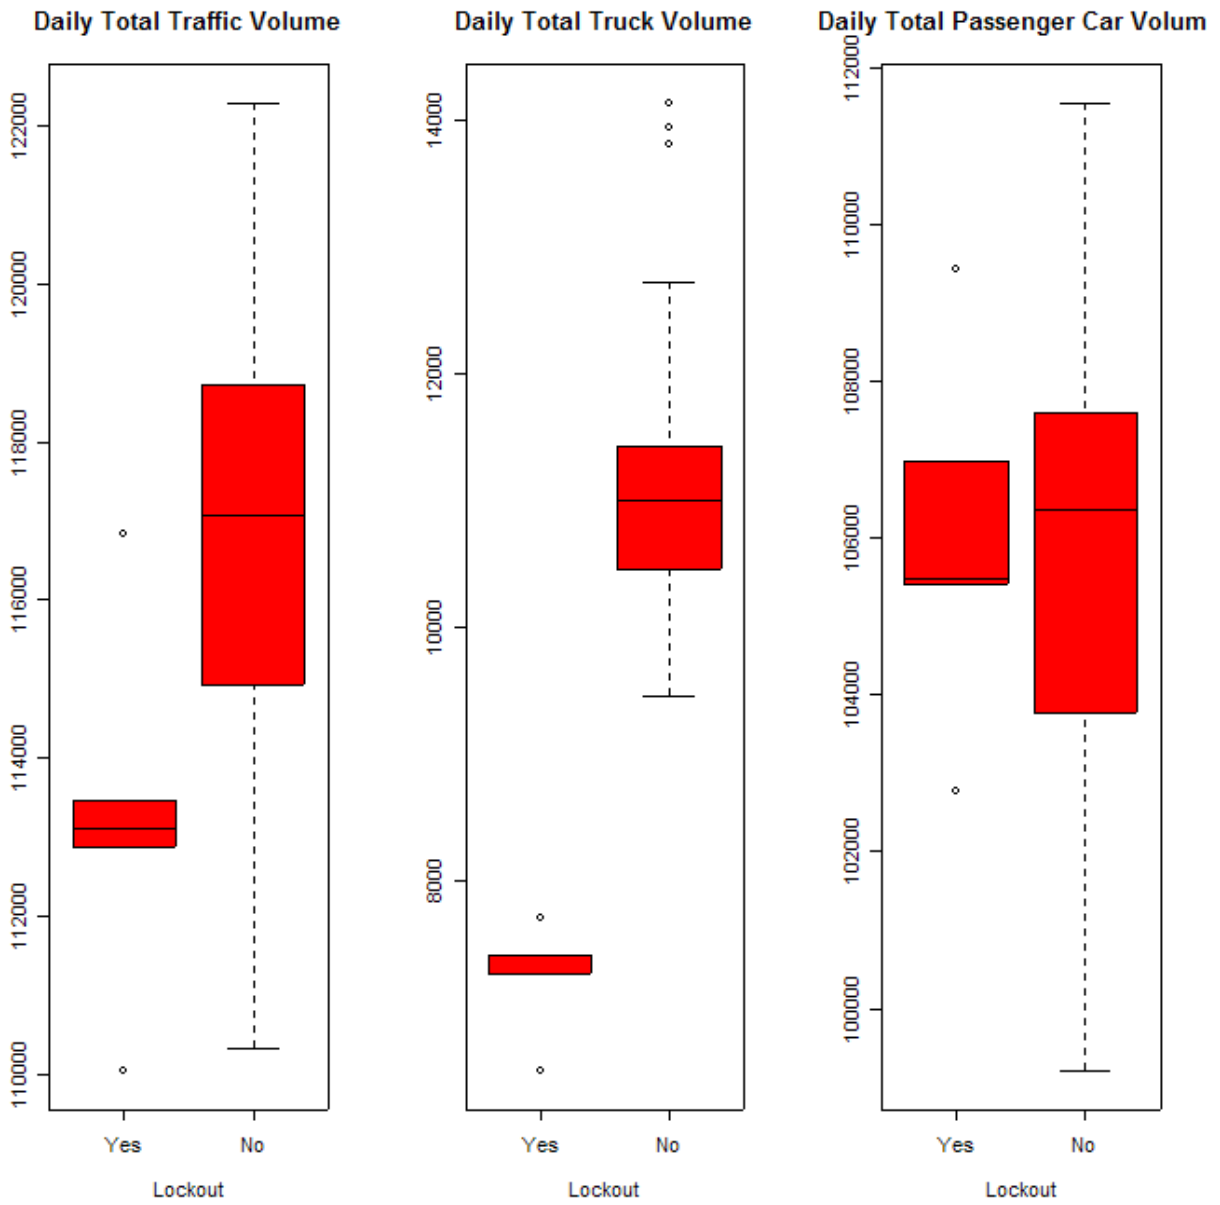 Daily Total Traffic Volume
122000
120000
118000
116000
114000
112000
110000
Yes
No
Lockout
Daily Total Truck Volume
14000
12000
10000
8000
Yes
No
Lockout
Daily Total Passenger Car Volum
112000
110000
108000
106000
104000
102000
100000
Yes
No
Lockout